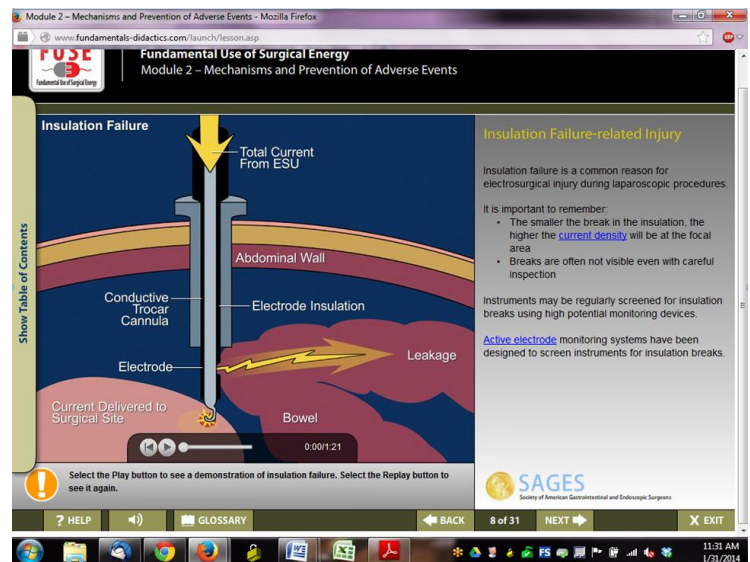 Module 2 – Mechanisms and Prevention of Adverse Events - Mozilla Firefox
www.fundamentals-didactics.com/launch/lesson.asp
ABP
FUSE
Fundamental Use of Surgical Energy
Fundamental Use of Surgical Energy
Module 2 – Mechanisms and Prevention of Adverse Events
Show Table of Contents
Insulation Failure
Total Current
From ESU
Abdominal Wall
Conductive
Trocar
Cannula
Electrode Insulation
Electrode
Leakage
Current Delivered to
Surgical Site
Bowel
0:00/1:21
Insulation Failure-related Injury
Insulation failure is a common reason for
electrosurgical injury during laparoscopic procedures.
It is important to remember:
• The smaller the break in the insulation, the
higher the current density will be at the focal
area
• Breaks are often not visible even with careful
inspection
Instruments may be regularly screened for insulation
breaks using high potential monitoring devices.
Active electrode monitoring systems have been
designed to screen instruments for insulation breaks.
Select the Play button to see a demonstration of insulation failure. Select the Replay button to
see it again.
SAGES
Society of American Gastrointestinal and Endoscopic Surgeons
? HELP
GLOSSARY
BACK
8 of 31
NEXT
X EXIT
FS
11:31 AM
1/31/2014